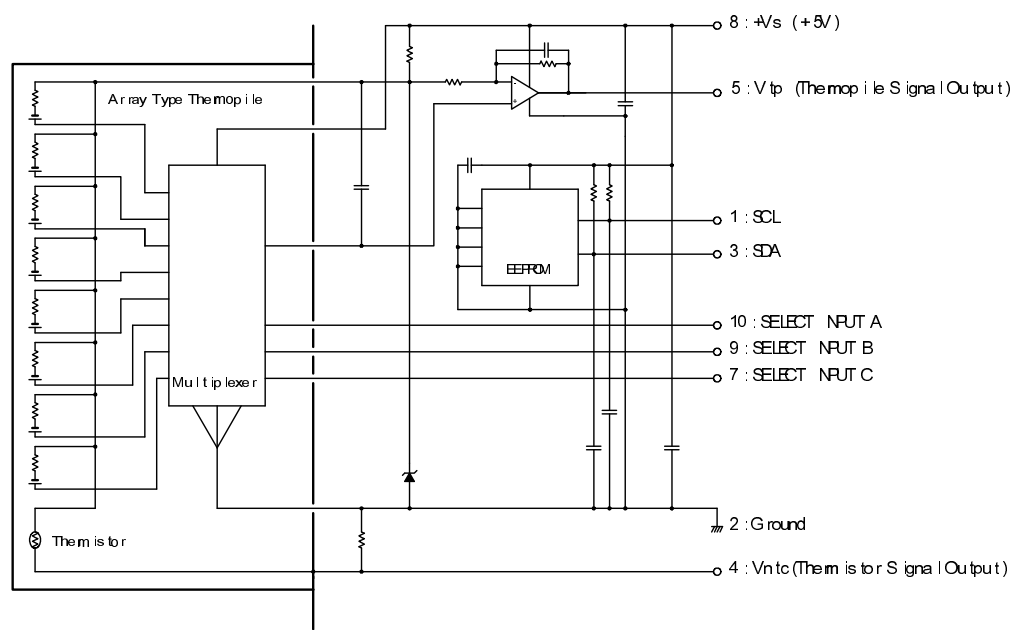 8 : +Vs (+5V)
5 : Vtp (Thermopile Signal Output)
Array Type Thermopile
1 : SCL
3 : SDA
EEPROM
10 : SELECT INPUT A
9 : SELECT INPUT B
7 : SELECT INPUT C
Multiplexer
2 : Ground
Thermistor
4 : Vntc (Thermistor Signal Output)